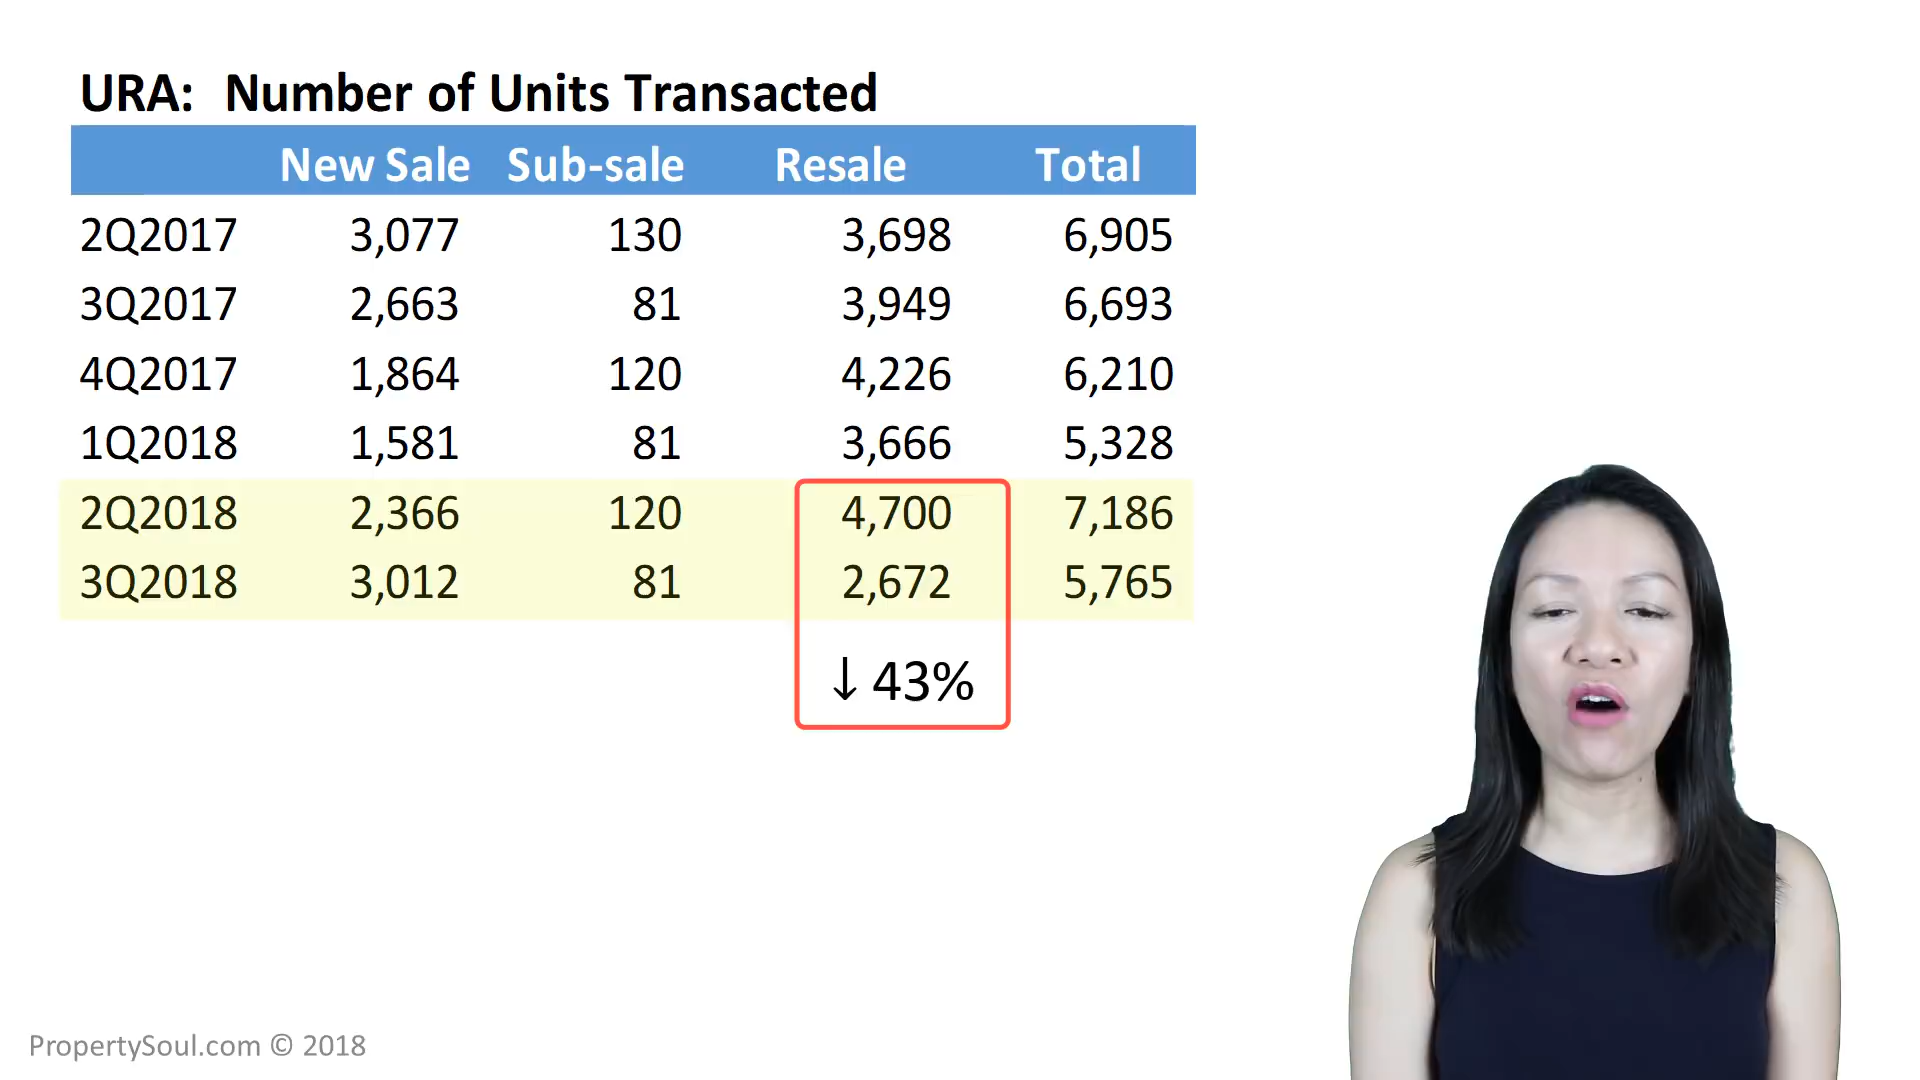 URA: Number of Units Transacted
New Sale Sub-sale Resale Total
2Q2017 3,077 130 3,698 6,905
3Q2017 2,663 81 3,949 6,693
4Q2017 1,864 120 4,226 6,210
1Q2018 1,581 81 3,666 5,328
2Q2018 2,366 120 4,700 7,186
3Q2018 3,012 81 2,672 5,765
↓ 43%
PropertySoul.com © 2018